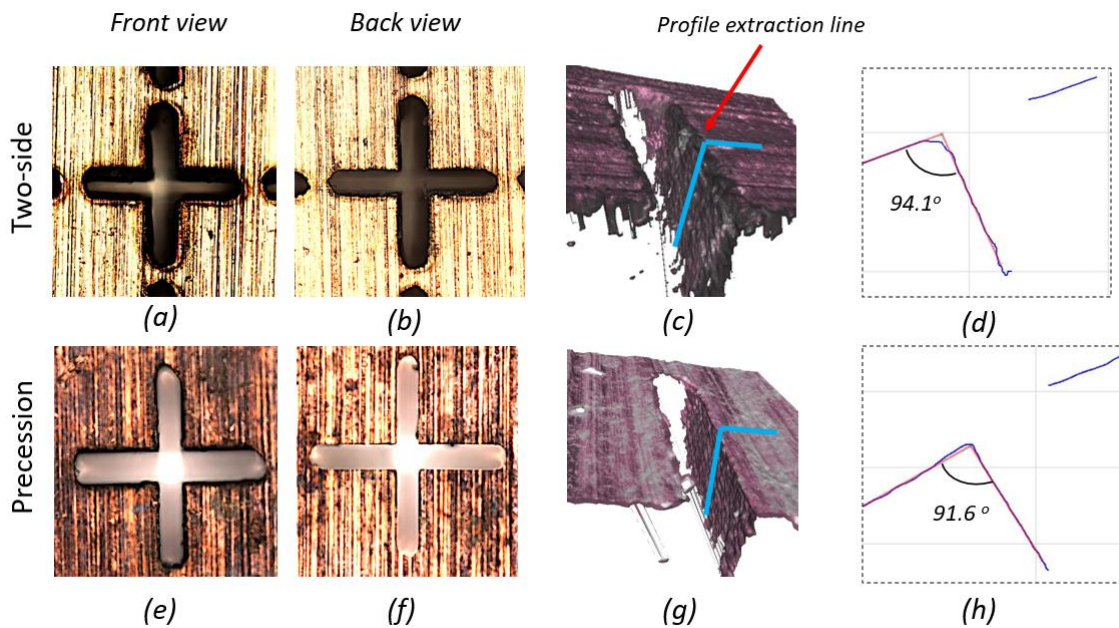 Front view
Back view
Profile extraction line
Two-side
94.1°
(a)
(b)
(c)
(d)
Precession
91.6 °
(e)
(f)
(g)
(h)